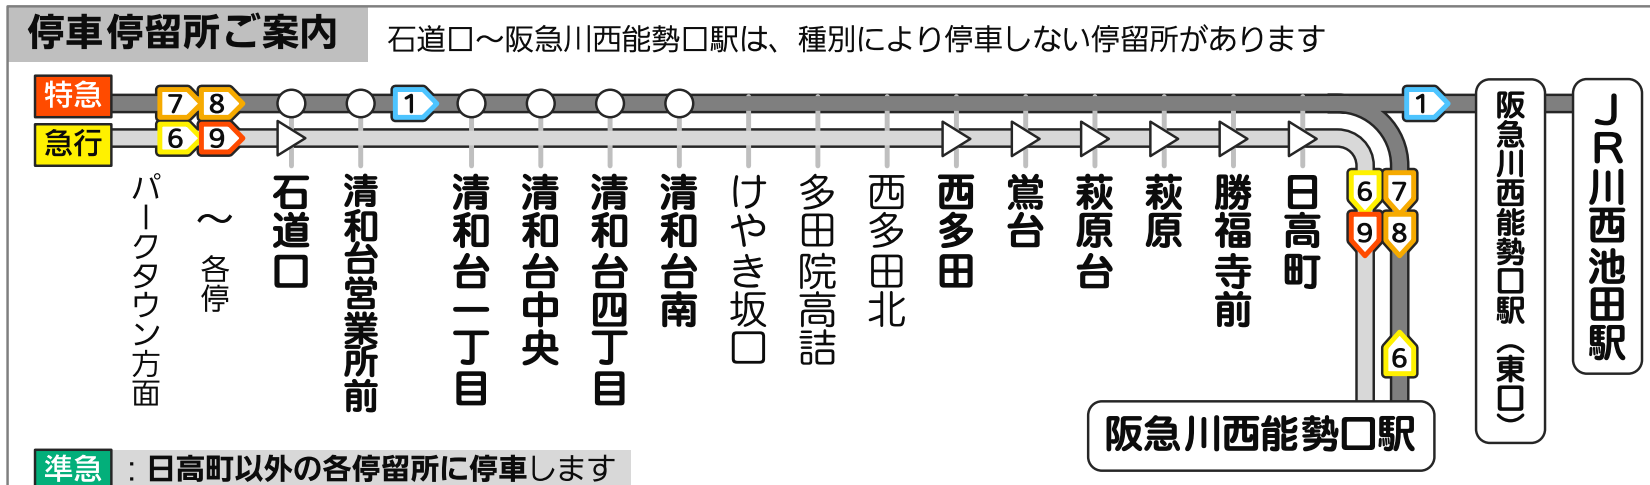 停車停留所ご案内
石道口～阪急川西能勢口駅は、種別により停車しない停留所があります
特急
7
8
1
1
急行
6
9
パークタウン方面
～各停
石道口
清和台営業所前
清和台一丁目
清和台中央
清和台四丁目
清和台南
けやき坂口
多田院高詰
西多田北
西多田
鴬台
萩原台
萩原
勝福寺前
日高町
6
7
9
8
6
阪急川西能勢口駅
阪急川西能勢口駅（東口）
JR川西池田駅
準急
：日高町以外の各停留所に停車します